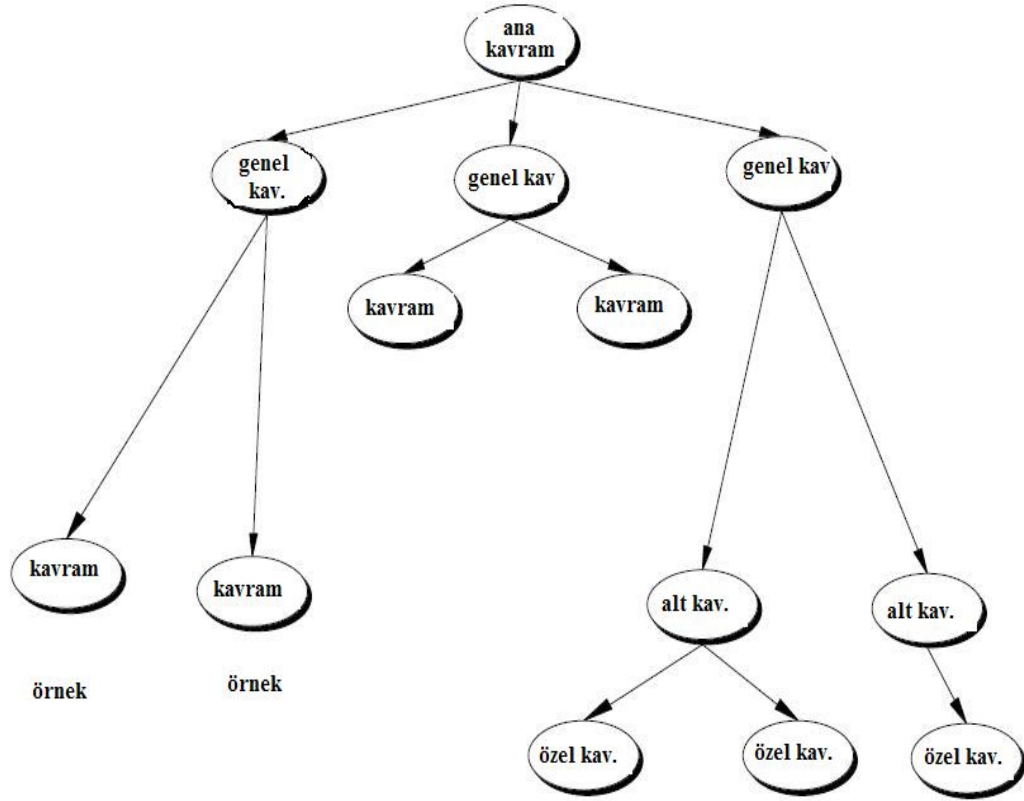 ana
kavram
genel
kav.
genel kav
genel kav
kavram
kavram
kavram
kavram
alt kav.
alt kav.
örnek
örnek
özel kav.
özel kav.
özel kav.